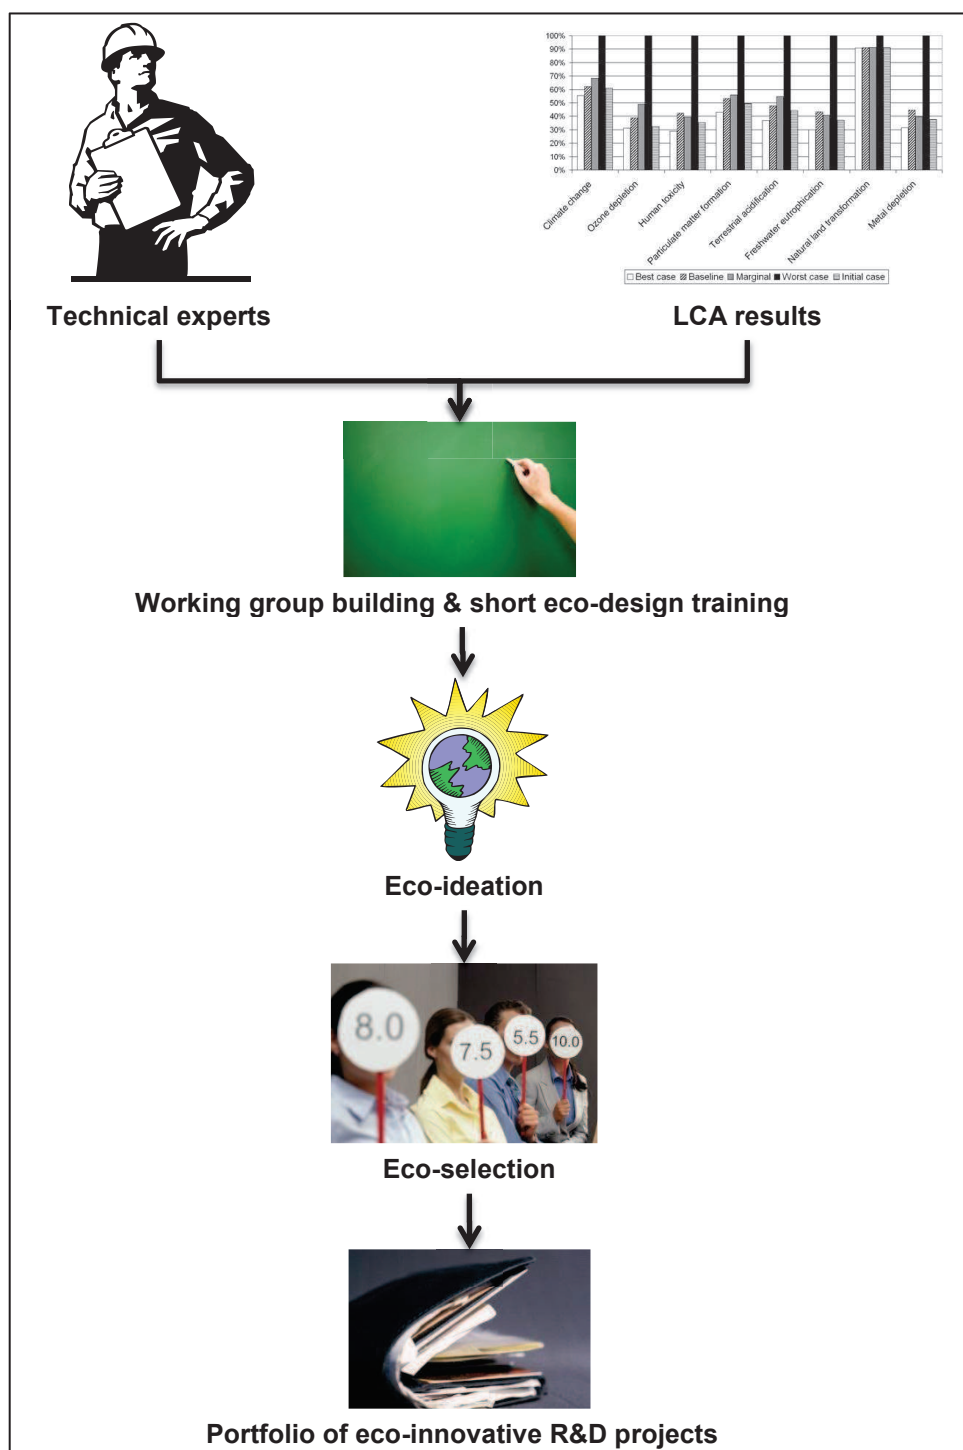 100%
90%
80%
70%
60%
50%
40%
30%
20%
10%
0%
Climate change
Ozone depletion
Human toxicity
Particulate matter formation
Terrestrial acidification
Freshwater eutrophication
Natural land transformation
Metal depletion
Best case Baseline Marginal Worst case Initial case
Technical experts
LCA results
Working group building & short eco-design training
Eco-ideation
8.0
7.5
5.5
10.0
Eco-selection
Portfolio of eco-innovative R&D projects